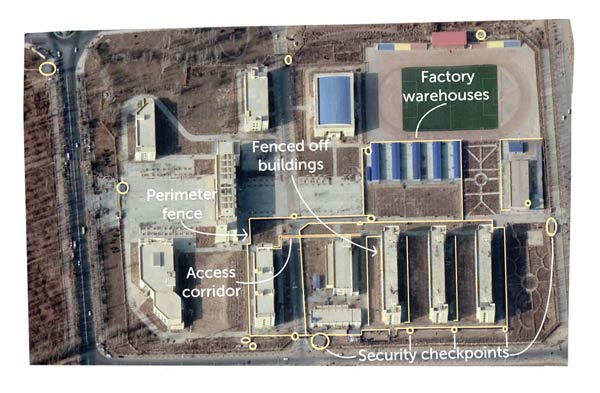 Factory
warehouses
Fenced off
buildings
Perimeter
fence
Access
corridor
Security checkpoints